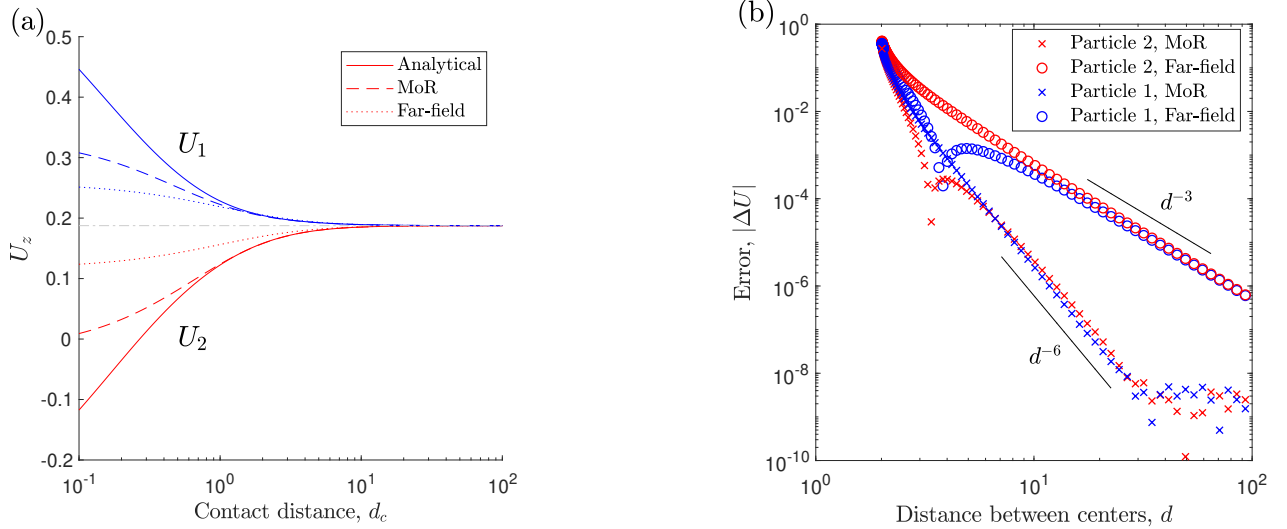 (a)
0.5
0.4
0.3
0.2
0.1
0
-0.1
-0.2
U_z
Analytical
MoR
Far-field
U_1
U_2
10^{-1}
10^0
10^1
10^2
Contact distance, d_c
(b)
10^0
10^{-2}
10^{-4}
10^{-6}
10^{-8}
10^{-10}
Error, |ΔU|
Particle 2, MoR
Particle 2, Far-field
Particle 1, MoR
Particle 1, Far-field
d^{-3}
d^{-6}
10^0
10^1
10^2
Distance between centers, d